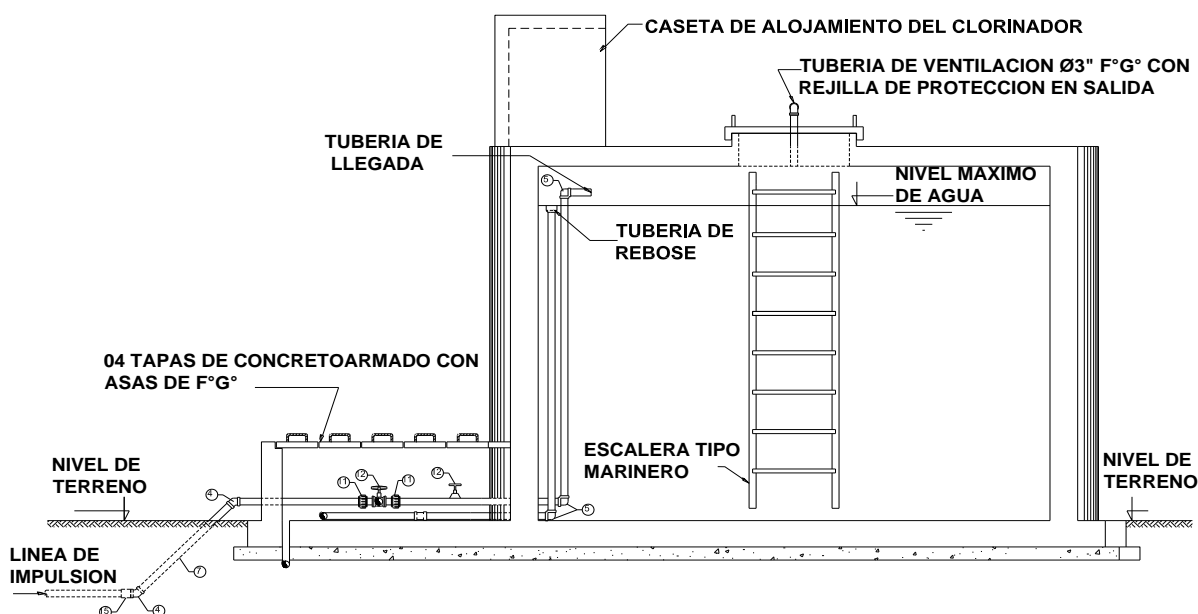 CASETA DE ALOJAMIENTO DEL CLORINADOR
TUBERIA DE VENTILACION Ø3" F°G° CON
REJILLA DE PROTECCION EN SALIDA
TUBERIA DE
LLEGADA
5
NIVEL MAXIMO
DE AGUA
TUBERIA DE
REBOSE
04 TAPAS DE CONCRETOARMADO CON
ASAS DE F°G°
ESCALERA TIPO
MARINERO
NIVEL DE
TERRENO
NIVEL DE
TERRENO
4
11
12
11
12
5
LINEA DE
IMPULSION
7
15
4